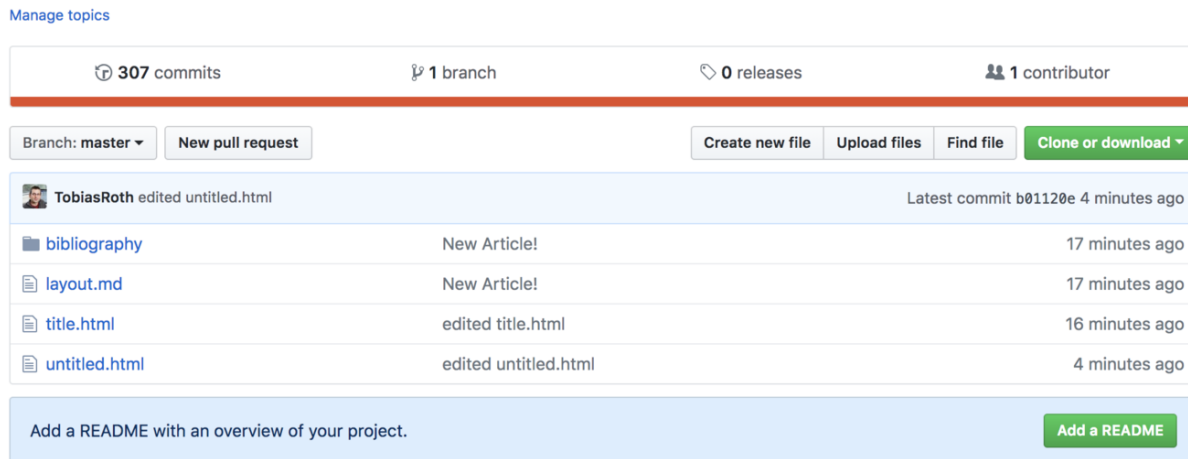 Manage topics
307 commits 1 branch 0 releases 1 contributor
Branch: master New pull request Create new file Upload files Find file Clone or download
TobiasRoth edited untitled.html Latest commit b01120e 4 minutes ago
bibliography New Article! 17 minutes ago
layout.md New Article! 17 minutes ago
title.html edited title.html 16 minutes ago
untitled.html edited untitled.html 4 minutes ago
Add a README with an overview of your project. Add a README